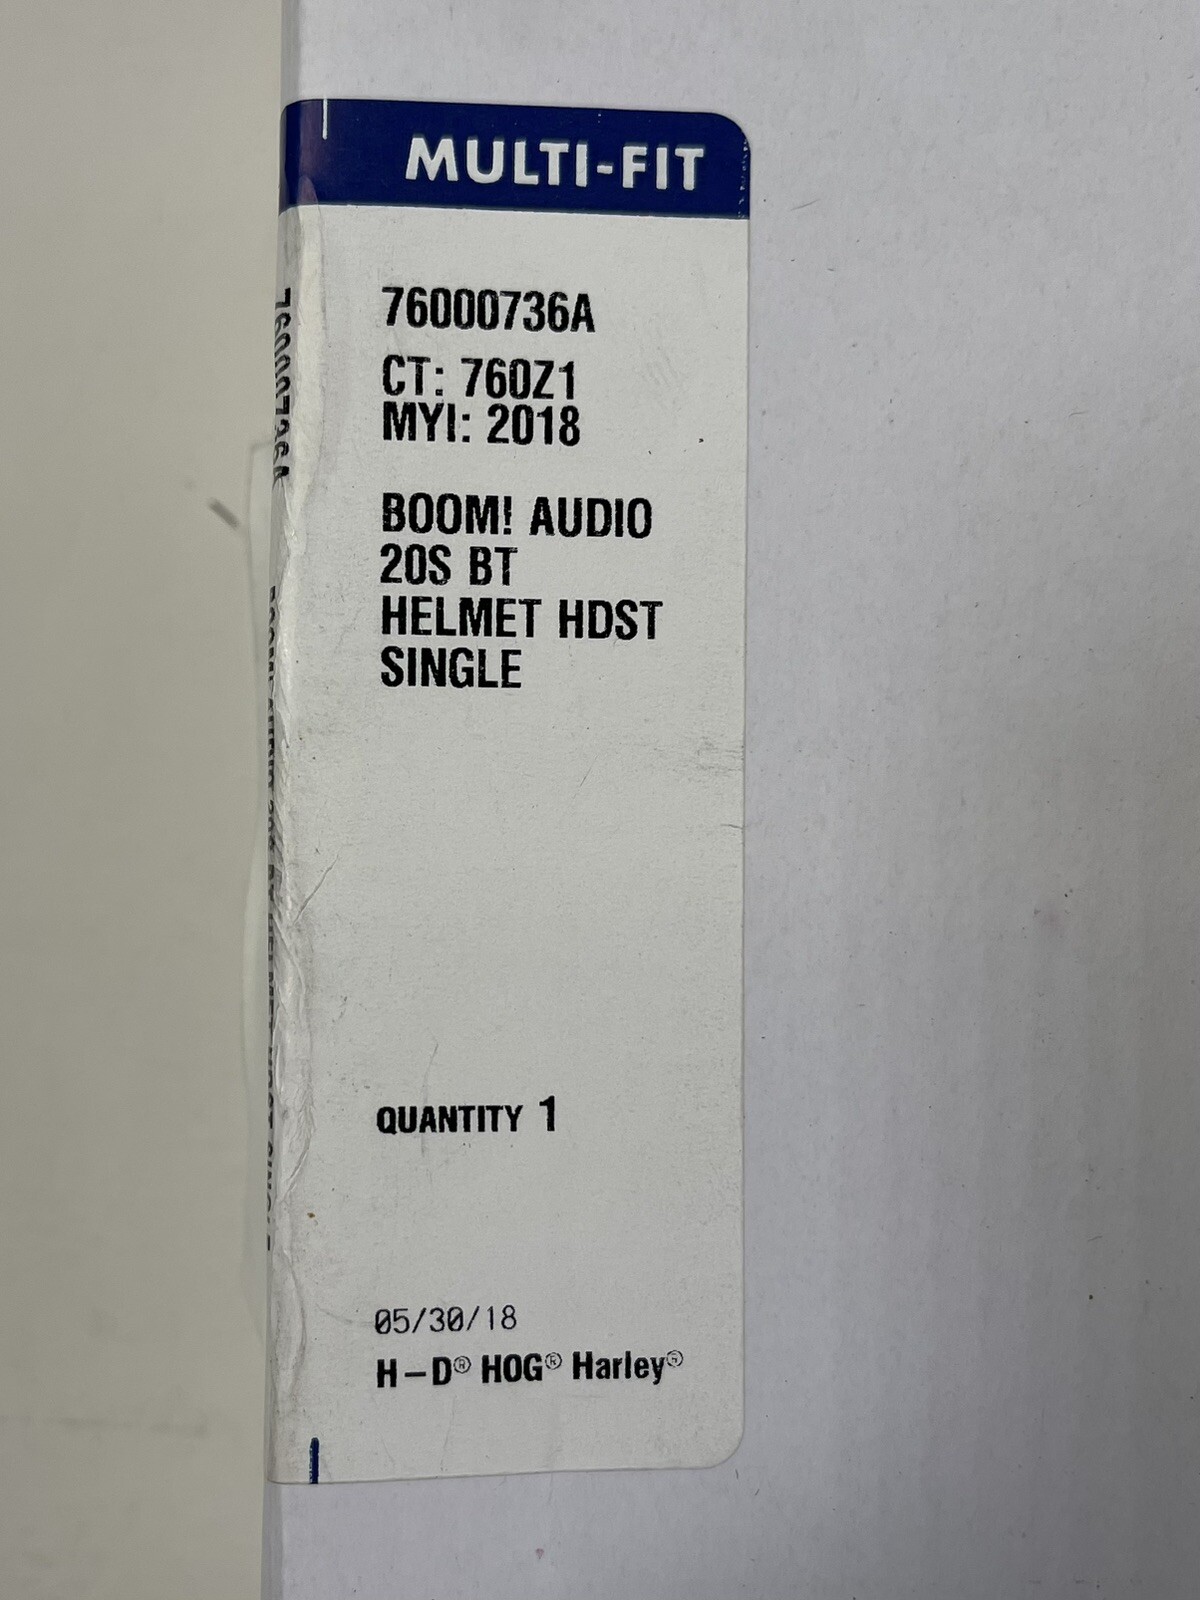 MULTI-FIT
76000736A
CT: 760Z1
MYI: 2018
BOOM! AUDIO
20S BT
HELMET HDST
SINGLE
QUANTITY 1
05/30/18
H-D® HOG® Harley®
76000736A